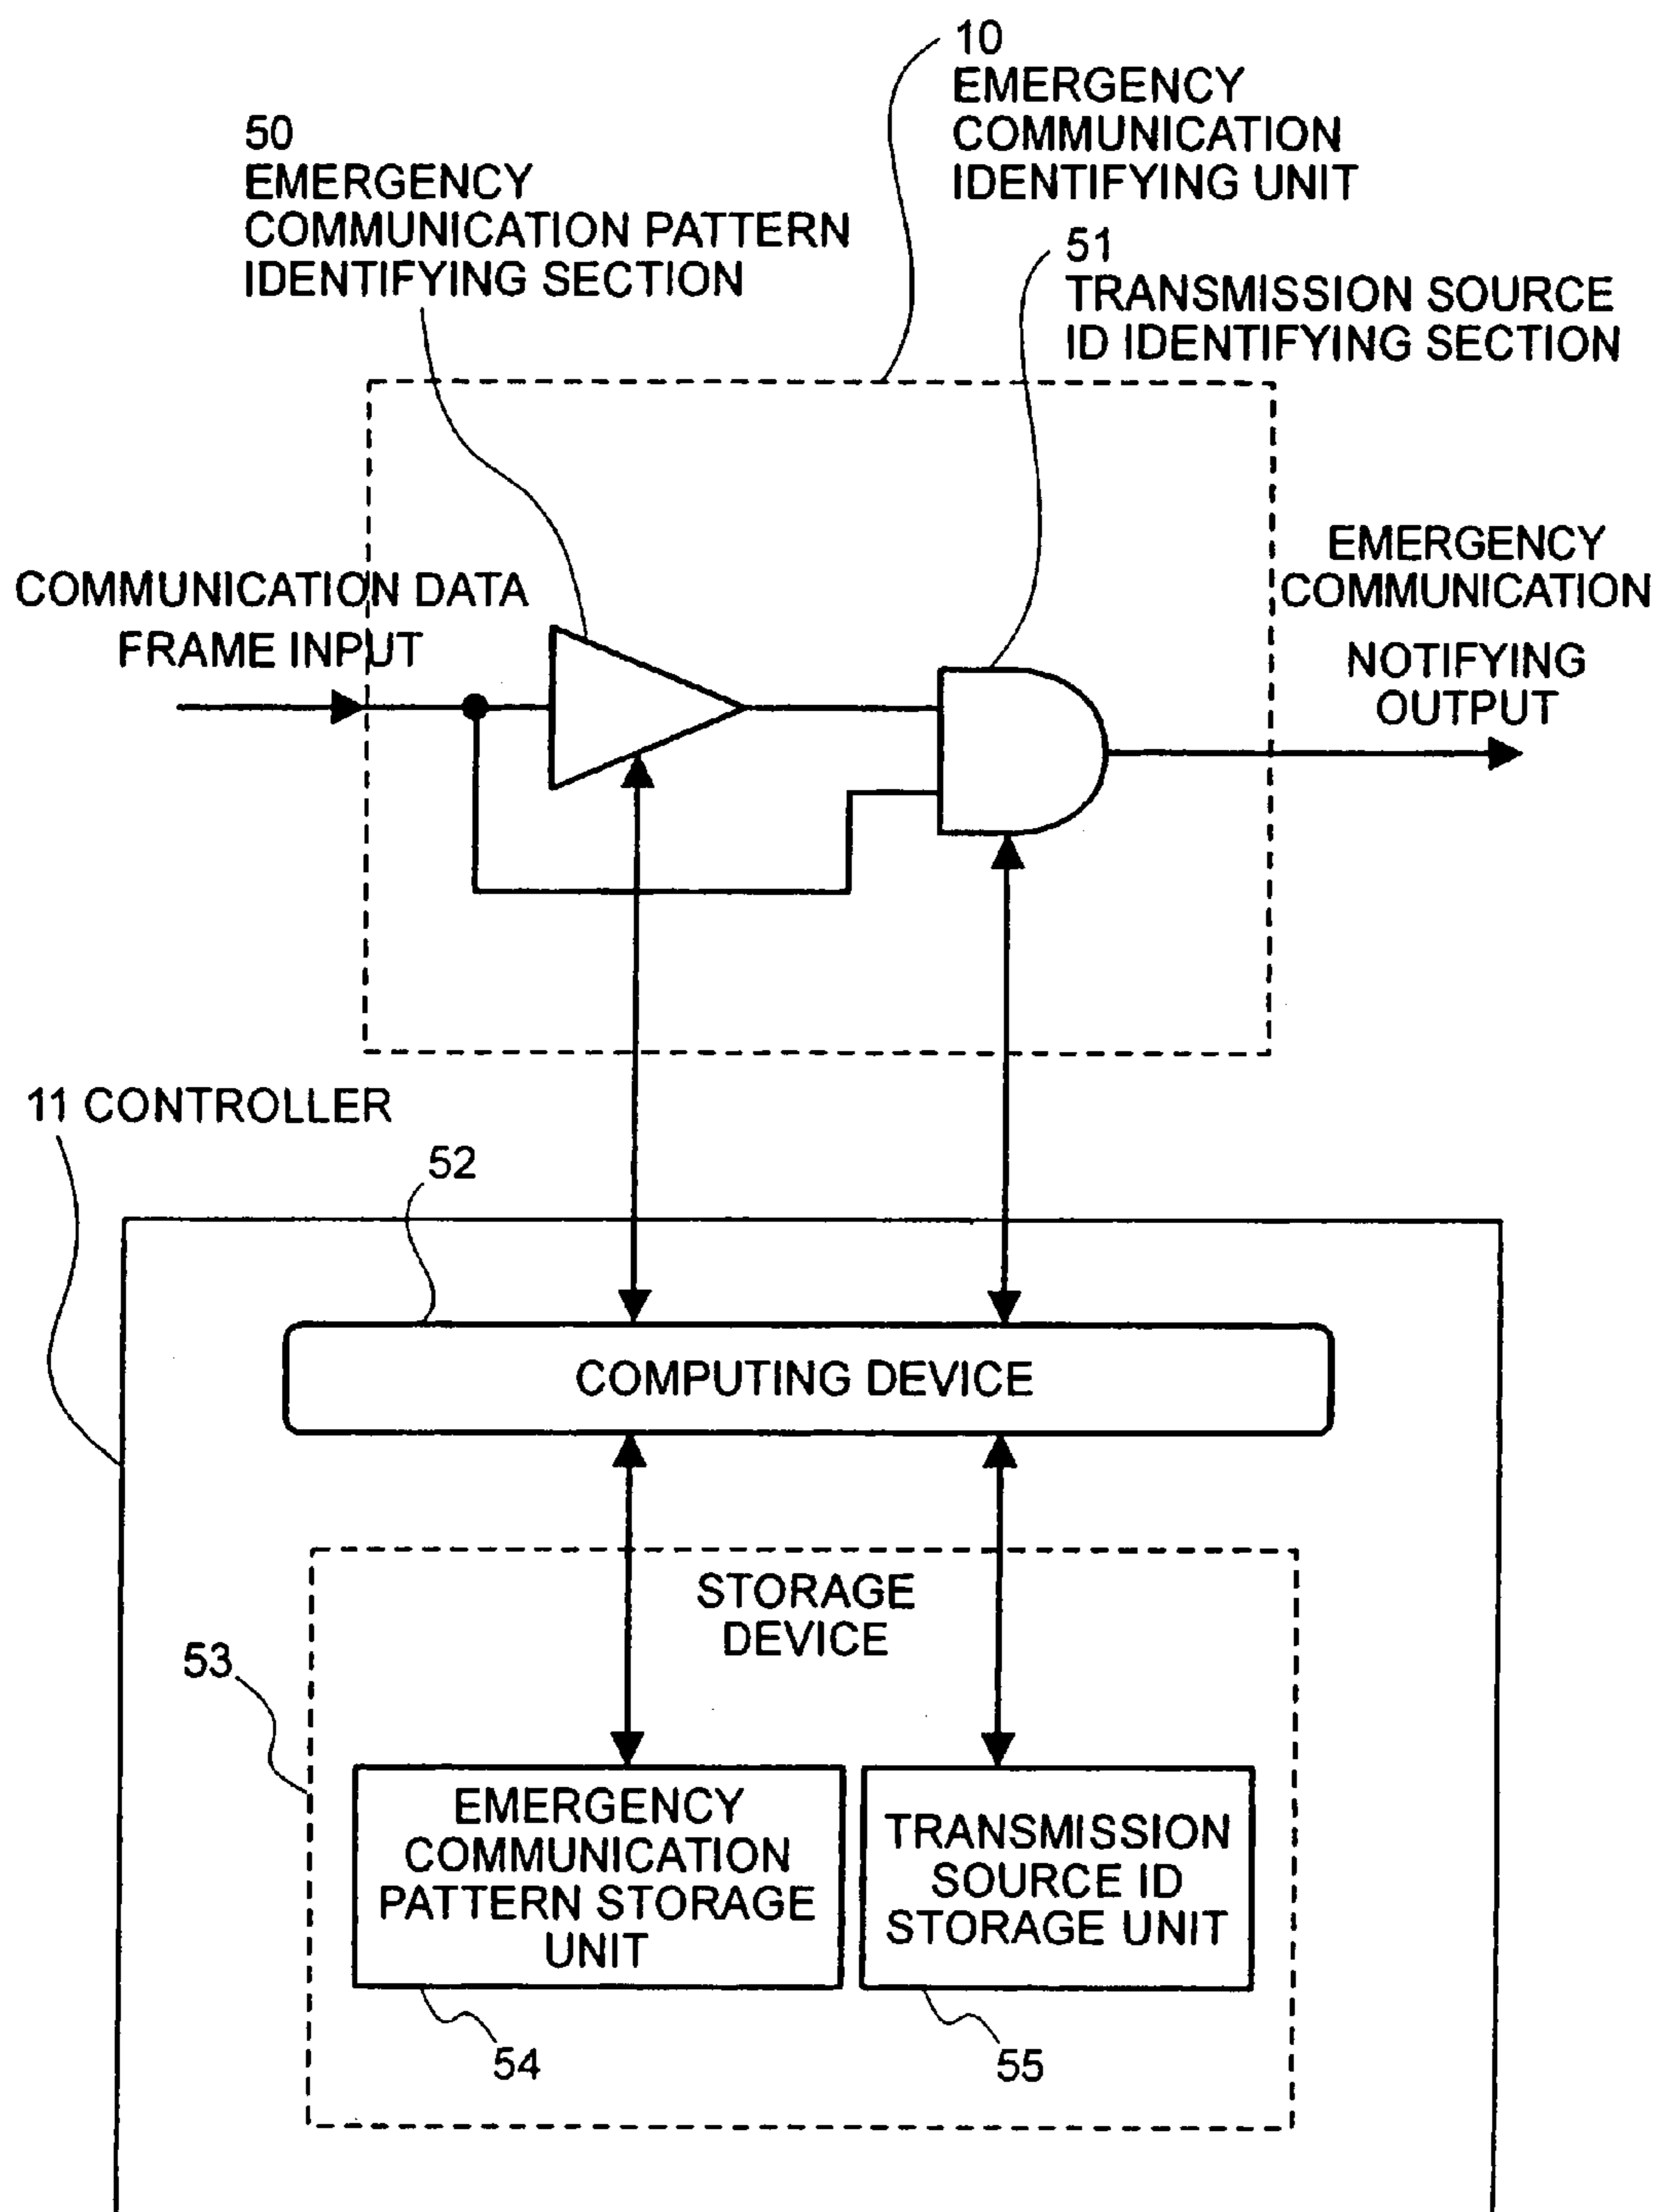 10
EMERGENCY
COMMUNICATION
IDENTIFYING UNIT
50
EMERGENCY
COMMUNICATION PATTERN
IDENTIFYING SECTION
51
TRANSMISSION SOURCE
ID IDENTIFYING SECTION
COMMUNICATION DATA
FRAME INPUT
EMERGENCY
COMMUNICATION
NOTIFYING
OUTPUT
11 CONTROLLER
52
COMPUTING DEVICE
STORAGE
DEVICE
53
EMERGENCY
COMMUNICATION
PATTERN STORAGE
UNIT
TRANSMISSION
SOURCE ID
STORAGE UNIT
54
55